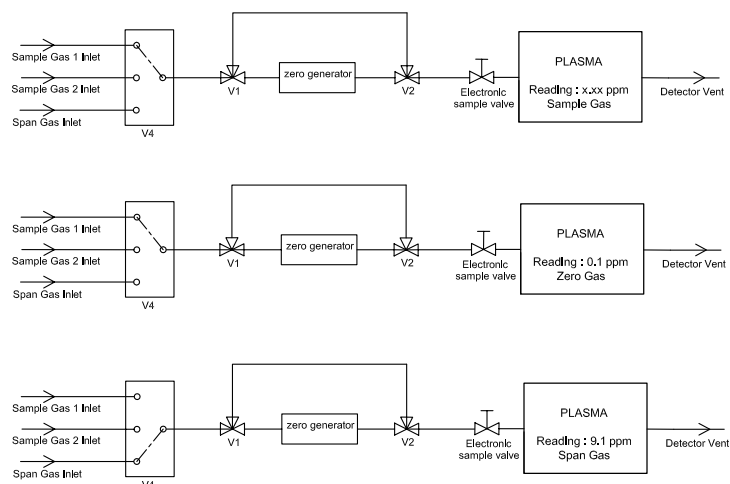 Sample Gas 1 Inlet
Sample Gas 2 Inlet
Span Gas Inlet
V4
V1
zero generator
V2
Electronic
sample valve
PLASMA
Reading : x.xx ppm
Sample Gas
Detector Vent
Sample Gas 1 Inlet
Sample Gas 2 Inlet
Span Gas Inlet
V4
V1
zero generator
V2
Electronic
sample valve
PLASMA
Reading : 0.1 ppm
Zero Gas
Detector Vent
Sample Gas 1 Inlet
Sample Gas 2 Inlet
Span Gas Inlet
V4
V1
zero generator
V2
Electronic
sample valve
PLASMA
Reading : 9.1 ppm
Span Gas
Detector Vent